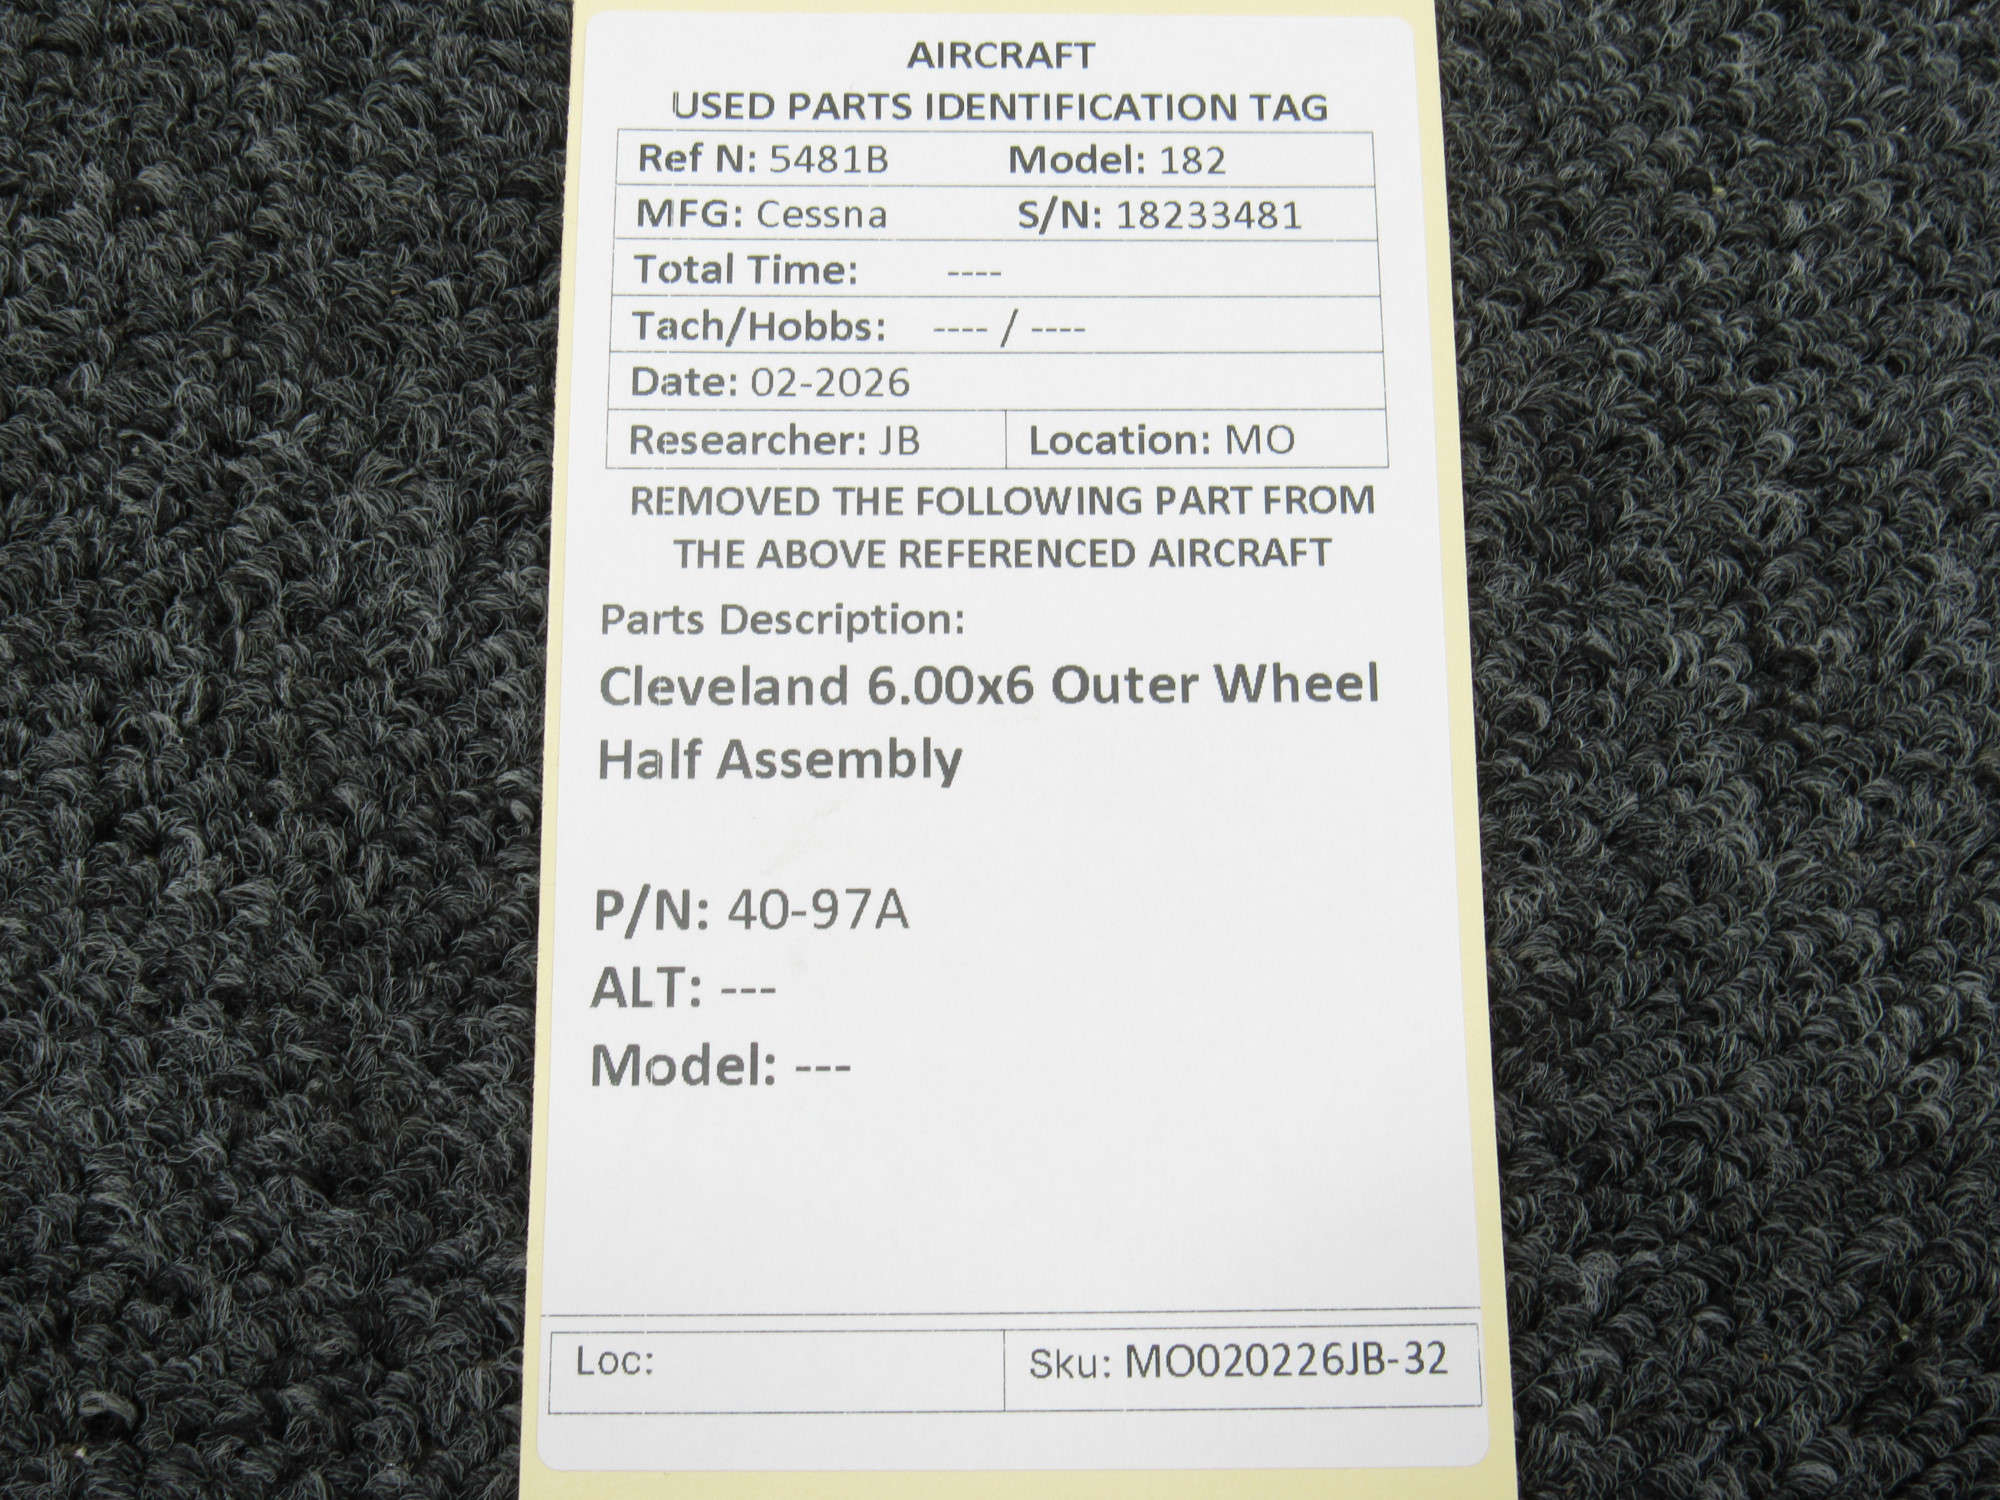 AIRCRAFT
USED PARTS IDENTIFICATION TAG
Ref N: 5481B Model: 182
MFG: Cessna S/N: 18233481
Total Time: ----
Tach/Hobbs: ---- / ----
Date: 02-2026
Researcher: JB Location: MO
REMOVED THE FOLLOWING PART FROM
THE ABOVE REFERENCED AIRCRAFT
Parts Description:
Cleveland 6.00x6 Outer Wheel
Half Assembly
P/N: 40-97A
ALT: ---
Model: ---
Loc: Sku: MO020226JB-32